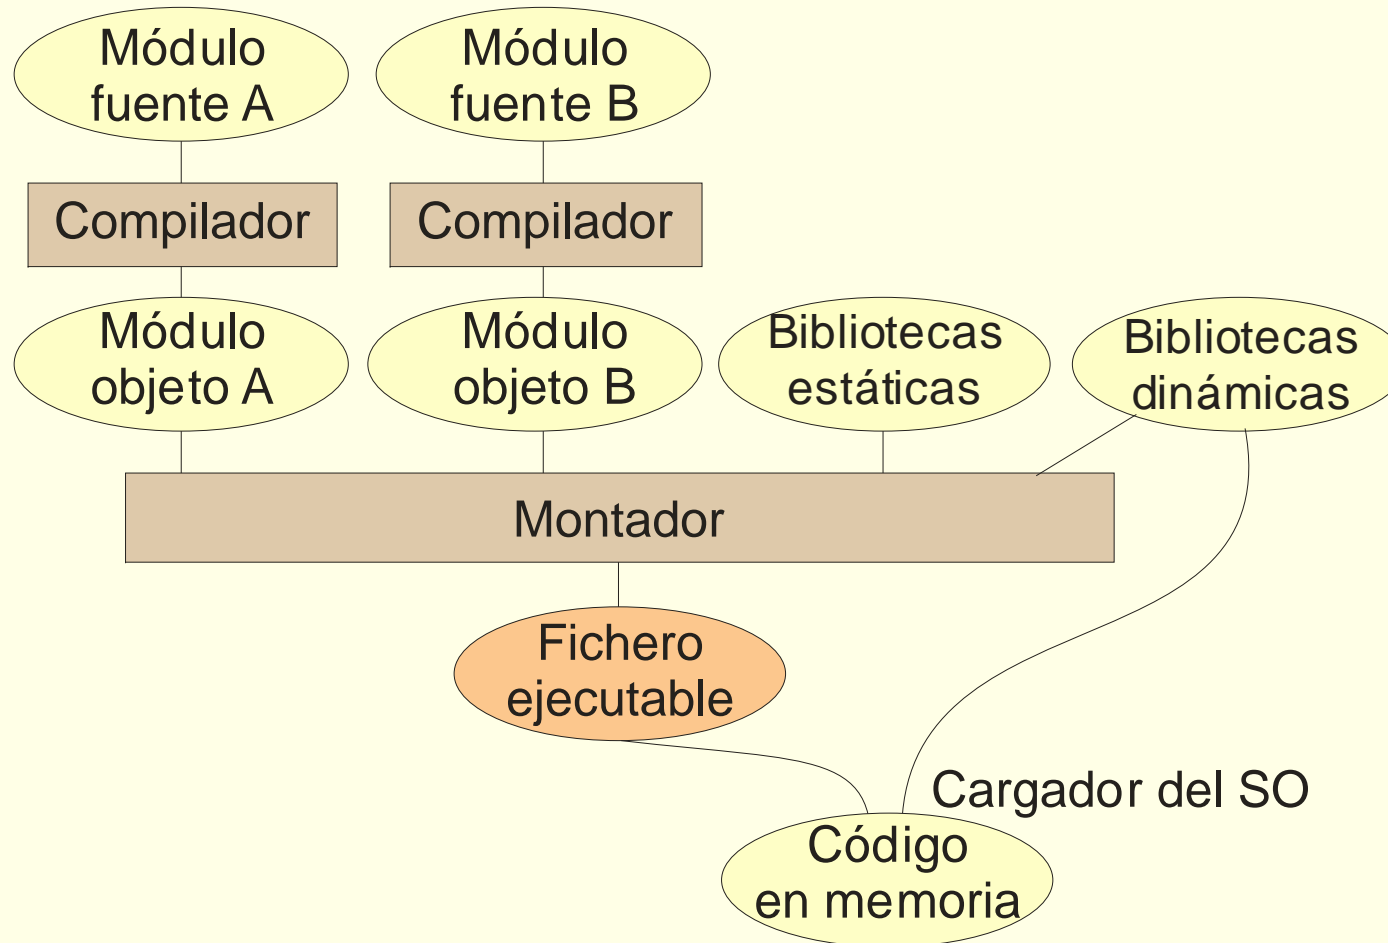 Módulo
fuente A
Módulo
fuente B
Compilador
Compilador
Módulo
objeto A
Módulo
objeto B
Bibliotecas
estáticas
Bibliotecas
dinámicas
Montador
Fichero
ejecutable
Cargador del SO
Código
en memoria